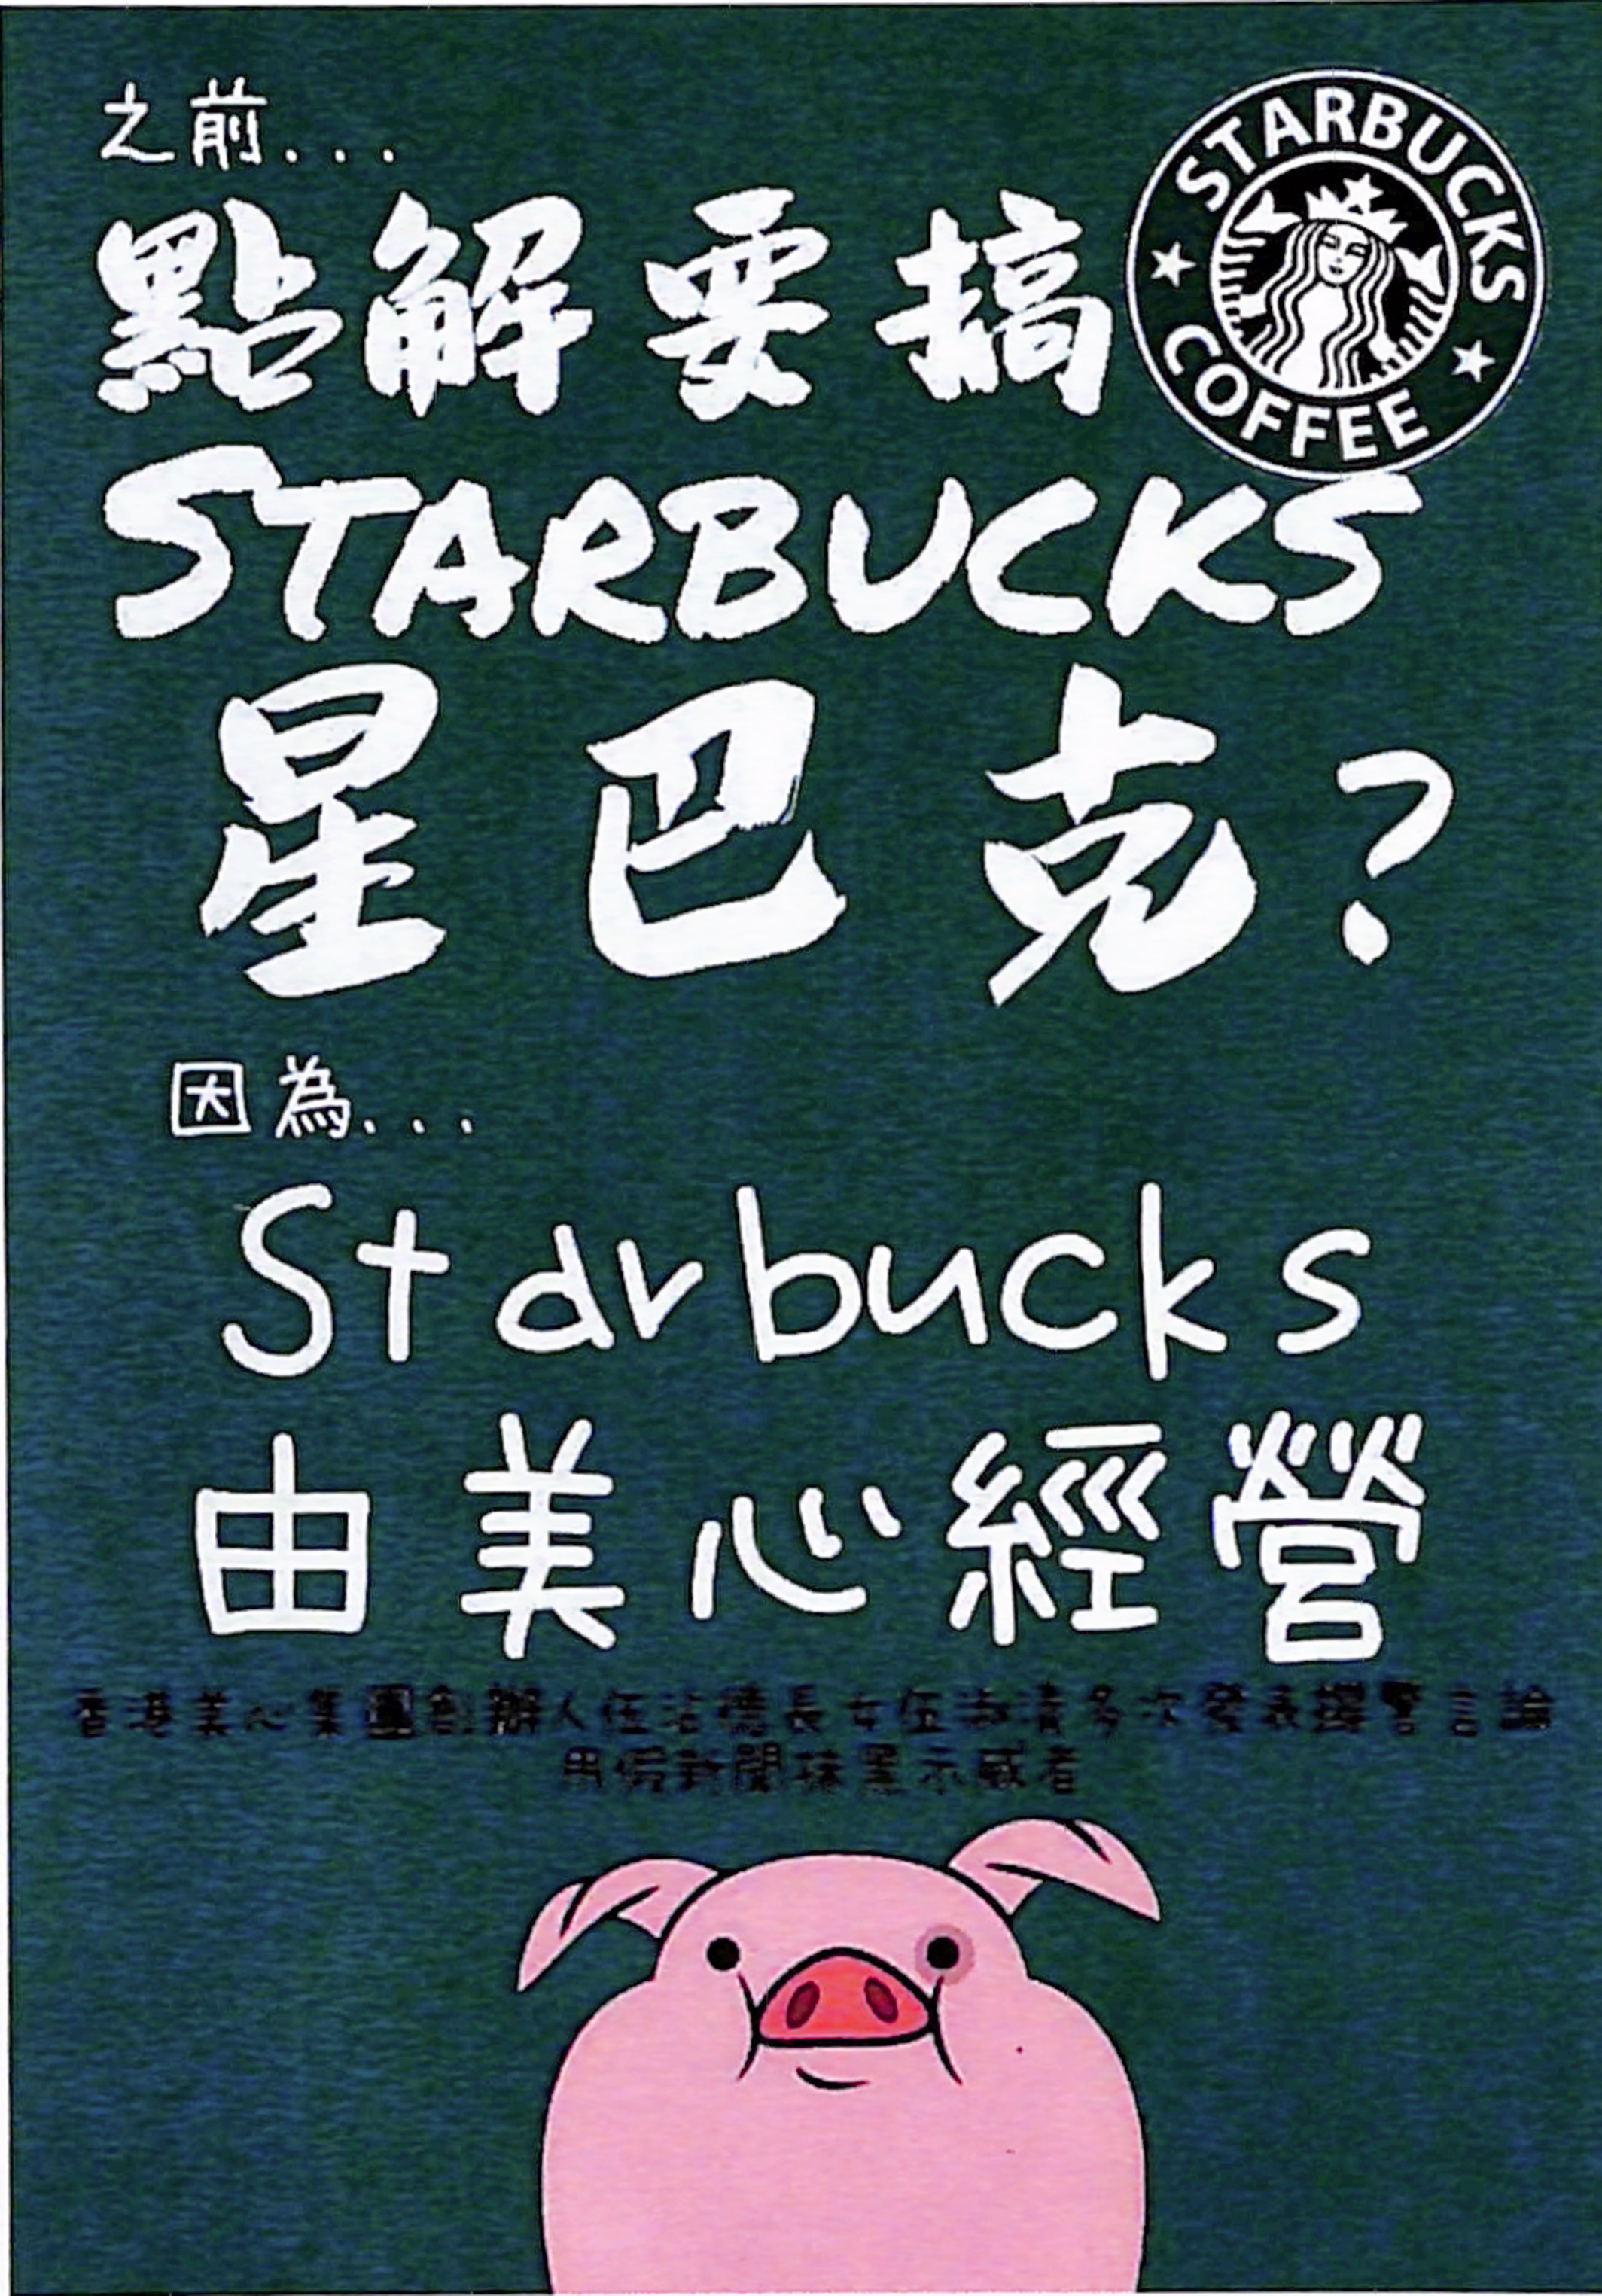 之前...
STARBUCKS
COFFEE
點解要搞
STARBUCKS
星巴克?
因為...
Starbucks
由美心經營
香港美心集團創辦人伍沾德長女伍淑清多次發表撐警言論
用假新聞抹黑示威者